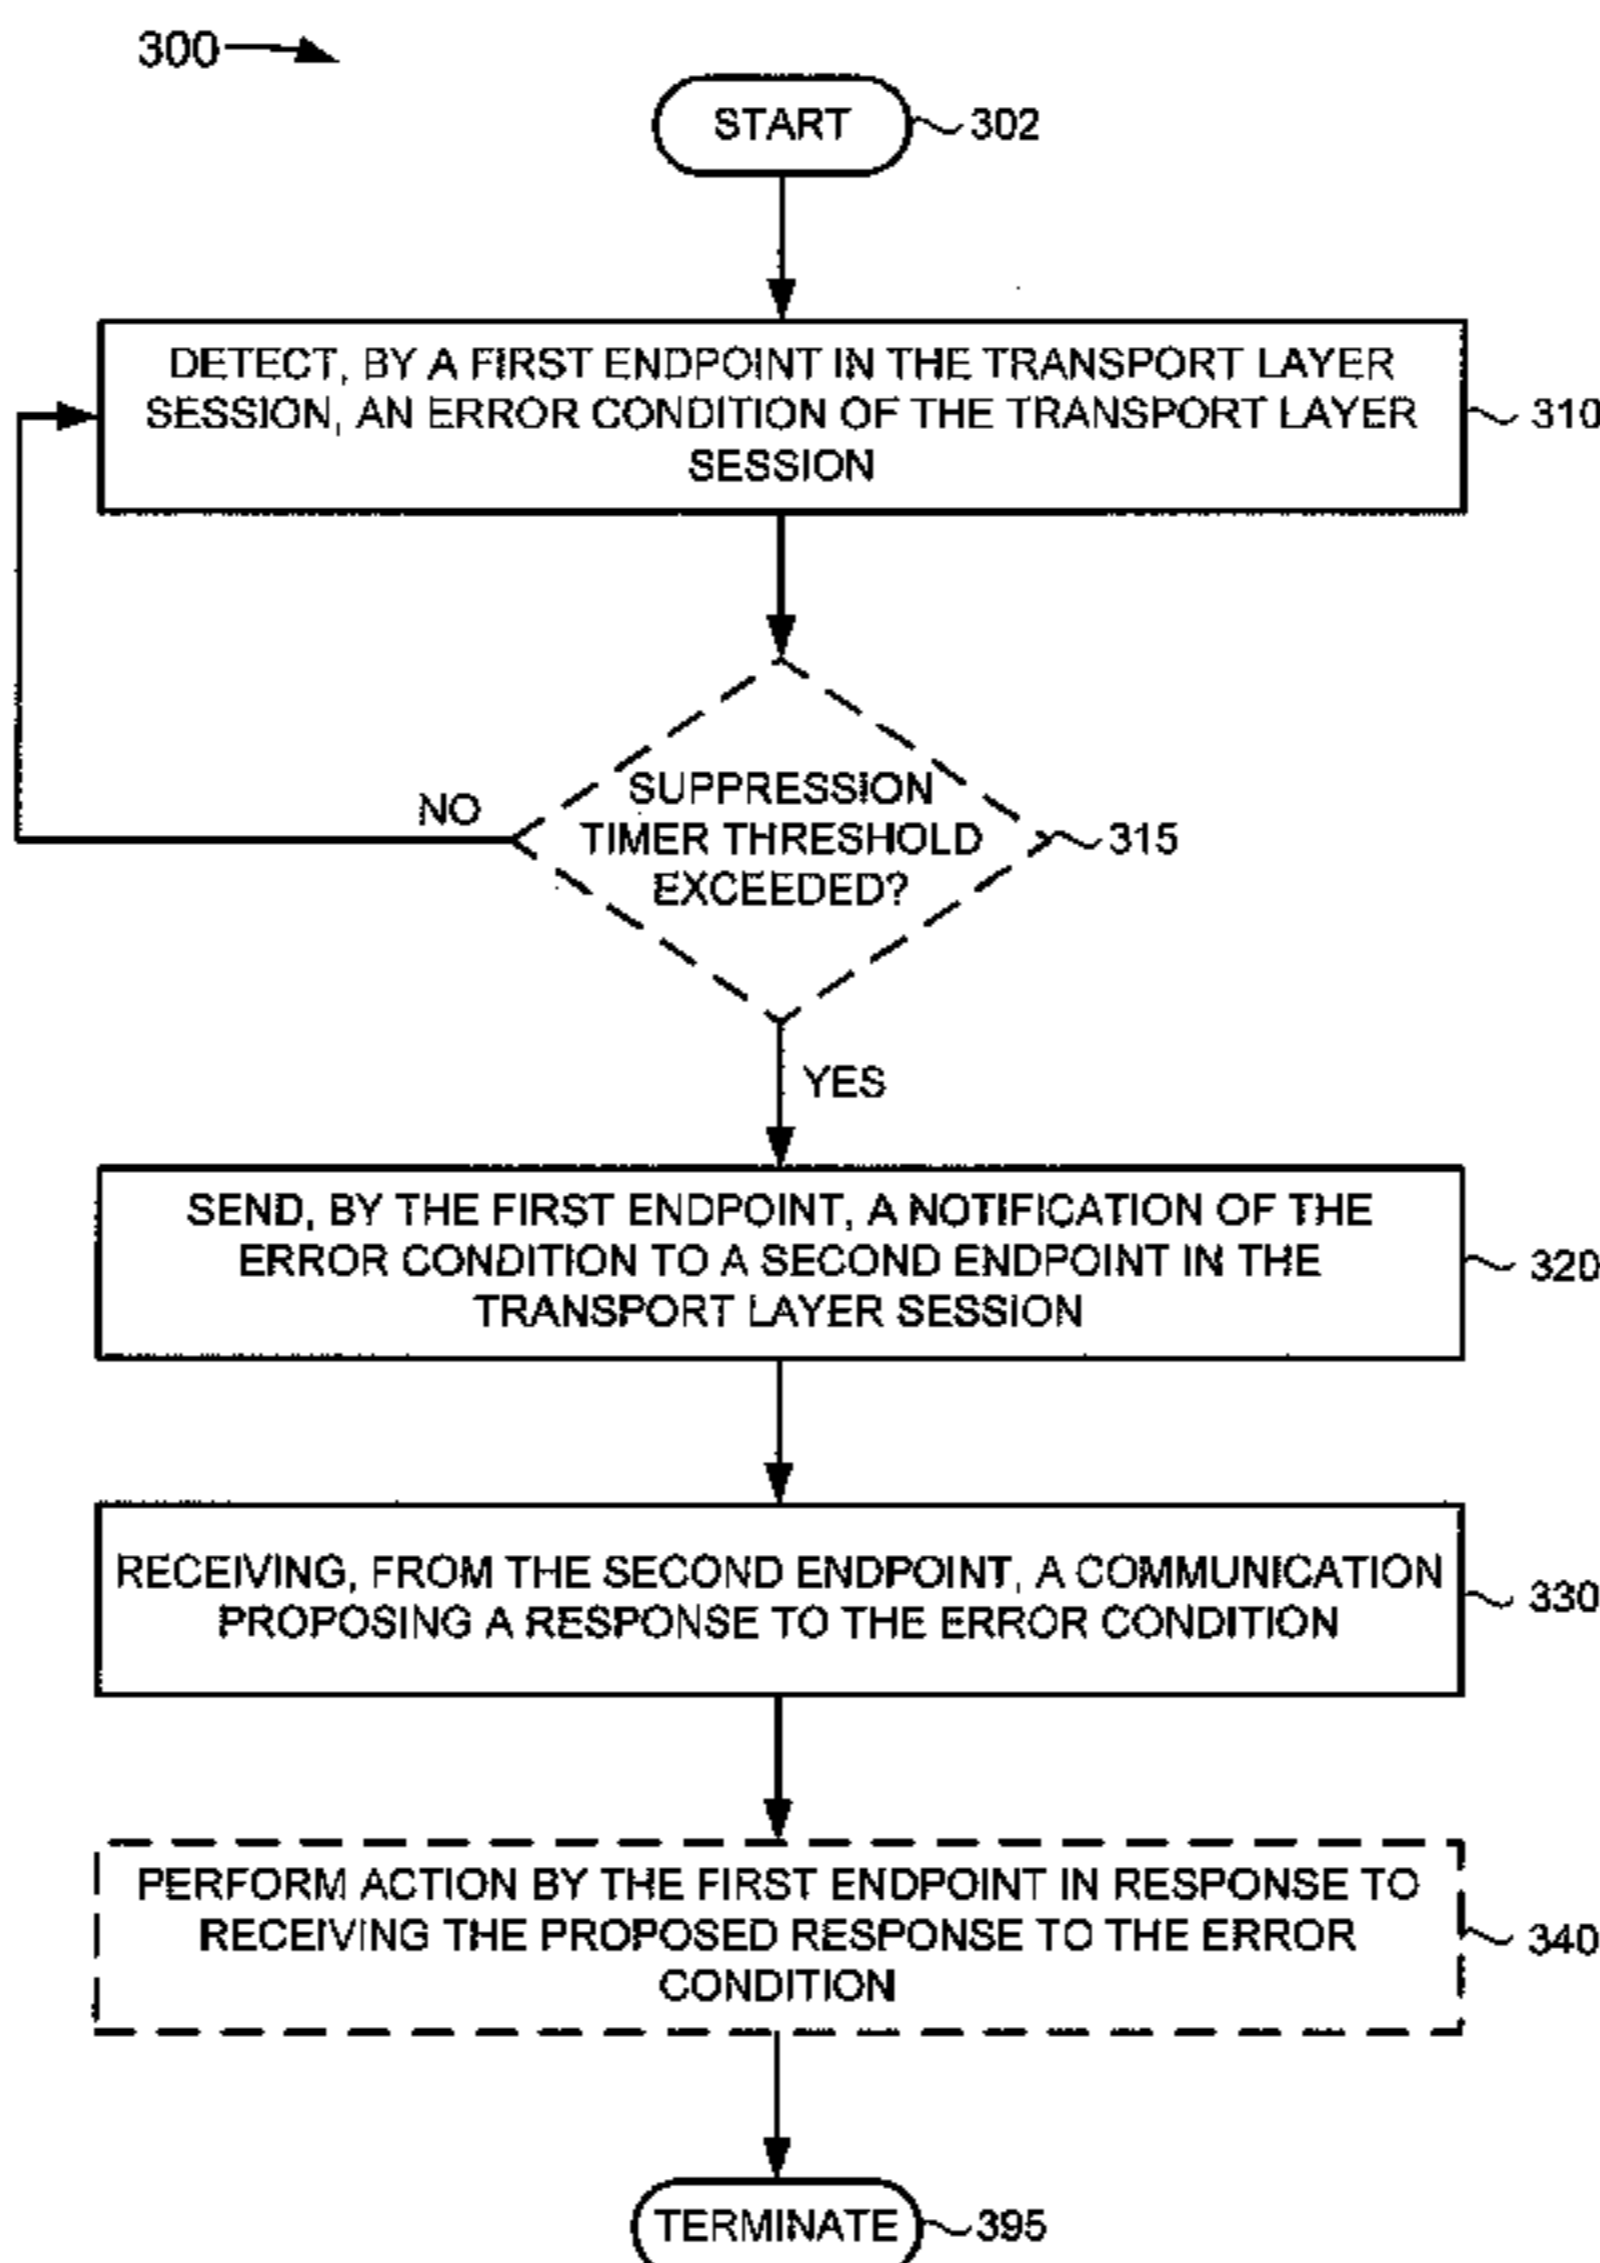 300
START
302
DETECT, BY A FIRST ENDPOINT IN THE TRANSPORT LAYER
SESSION, AN ERROR CONDITION OF THE TRANSPORT LAYER
SESSION
310
SUPPRESSION
TIMER THRESHOLD
EXCEEDED?
315
NO
YES
SEND, BY THE FIRST ENDPOINT, A NOTIFICATION OF THE
ERROR CONDITION TO A SECOND ENDPOINT IN THE
TRANSPORT LAYER SESSION
320
RECEIVING, FROM THE SECOND ENDPOINT, A COMMUNICATION
PROPOSING A RESPONSE TO THE ERROR CONDITION
330
PERFORM ACTION BY THE FIRST ENDPOINT IN RESPONSE TO
RECEIVING THE PROPOSED RESPONSE TO THE ERROR
CONDITION
340
TERMINATE
395